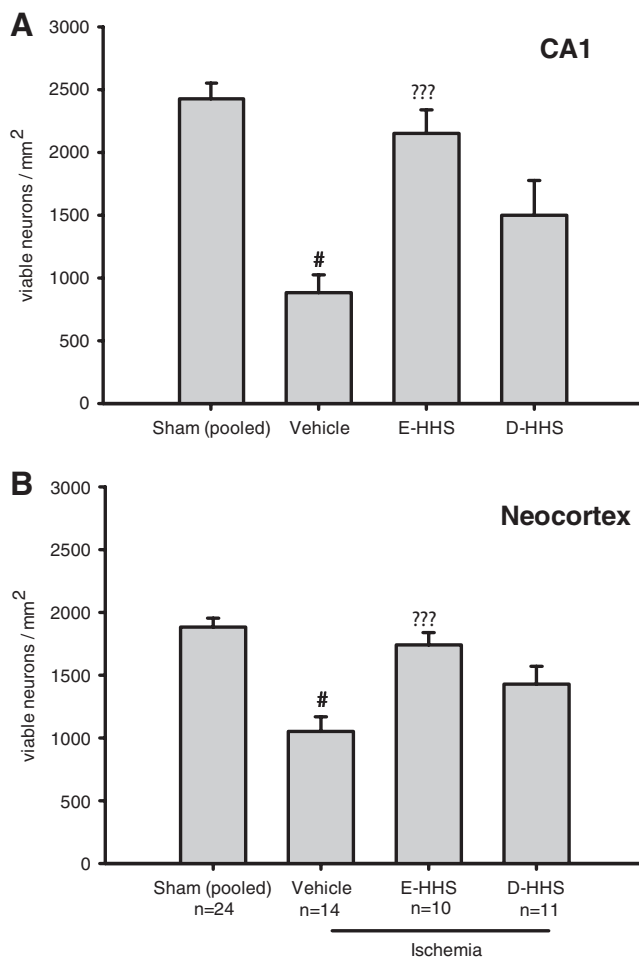 A
CA1
viable neurons / mm²
3000
2500
2000
1500
1000
500
0
???
#
Sham (pooled) Vehicle E-HHS D-HHS
B
Neocortex
viable neurons / mm²
3000
2500
2000
1500
1000
500
0
???
#
Sham (pooled) Vehicle E-HHS D-HHS
n=24 n=14 n=10 n=11
Ischemia